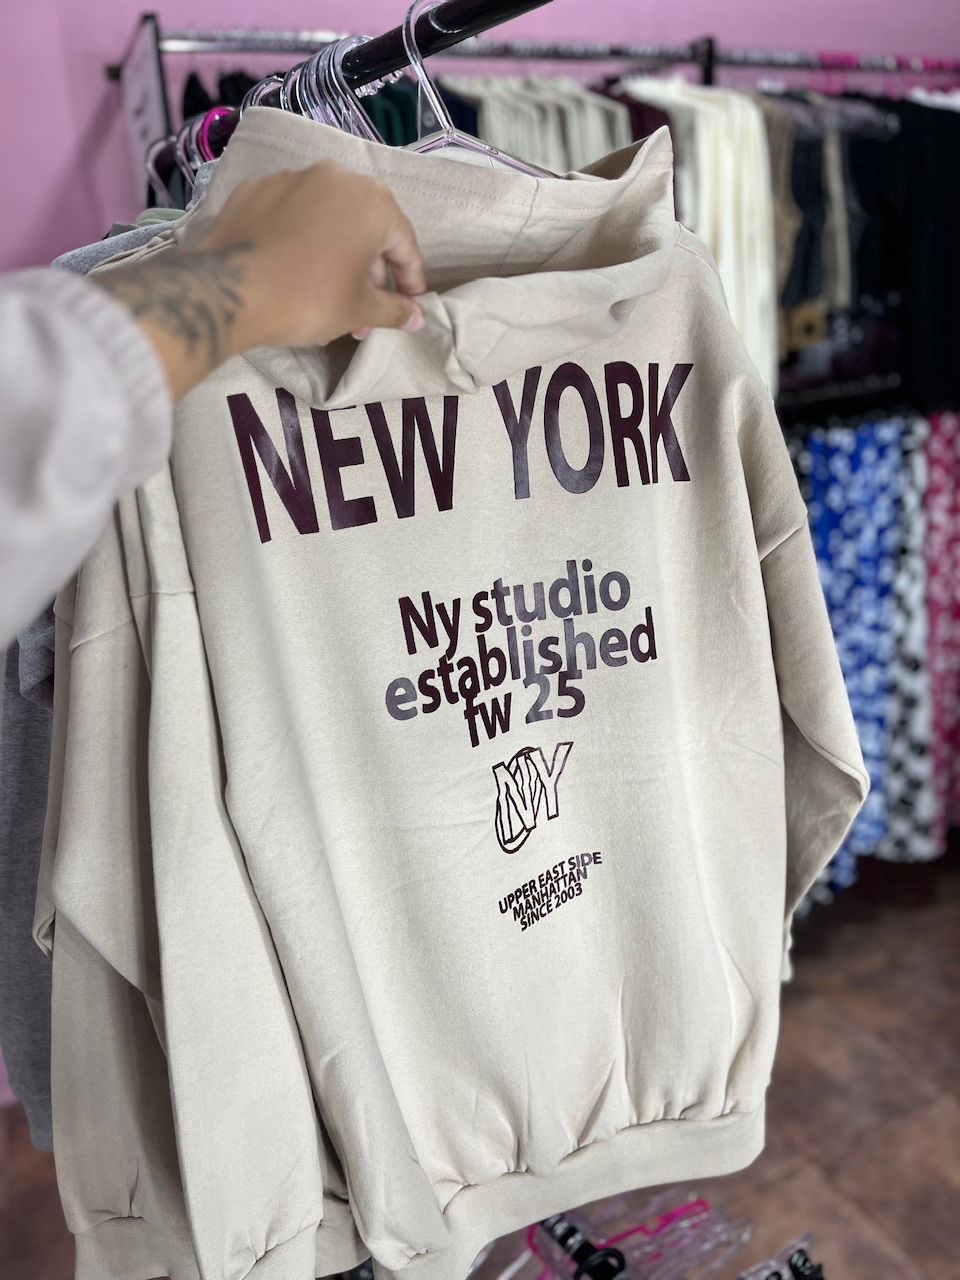 NEW YORK
Ny studio
established
fw 25
NY
UPPER EAST SIDE
MANHATTAN
SINCE 2003